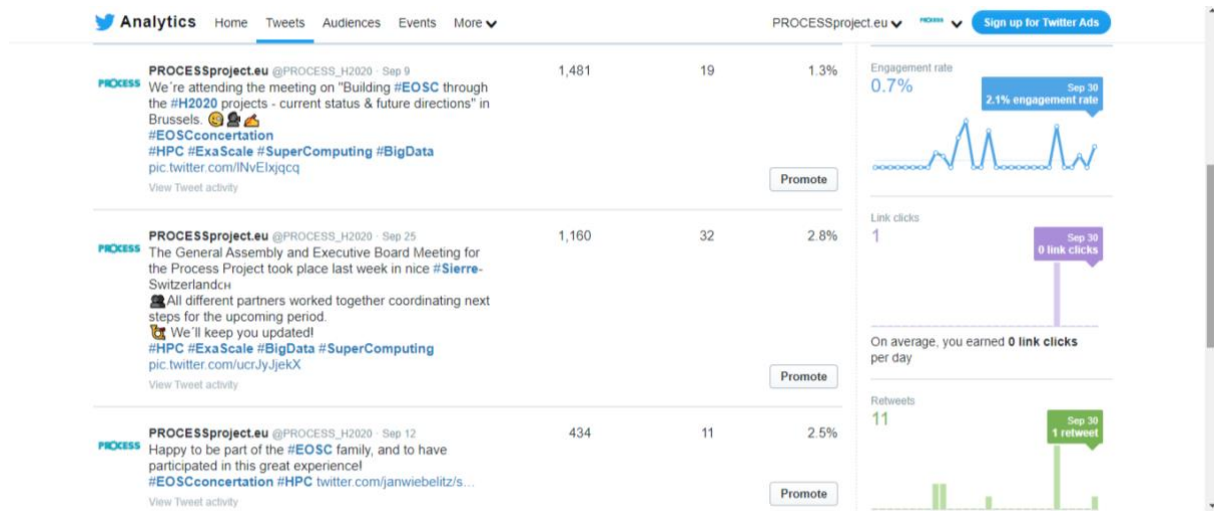 Analytics Home Tweets Audiences Events More PROCESSproject.eu PROCESS Sign up for Twitter Ads
PROCESS
PROCESSproject.eu @PROCESS_H2020 · Sep 9 1,481 19 1.3%
We´re attending the meeting on "Building #EOSC through
the #H2020 projects - current status & future directions" in
Brussels.
#EOSCconcertation
#HPC #ExaScale #SuperComputing #BigData
pic.twitter.com/lNvElxjqcq
View Tweet activity
Promote
PROCESS
PROCESSproject.eu @PROCESS_H2020 · Sep 25 1,160 32 2.8%
The General Assembly and Executive Board Meeting for
the Process Project took place last week in nice #Sierre-
Switzerlandcн
All different partners worked together coordinating next
steps for the upcoming period.
We´ll keep you updated!
#HPC #ExaScale #BigData #SuperComputing
pic.twitter.com/ucrJyJjekX
View Tweet activity
Promote
PROCESS
PROCESSproject.eu @PROCESS_H2020 · Sep 12 434 11 2.5%
Happy to be part of the #EOSC family, and to have
participated in this great experience!
#EOSCconcertation #HPC twitter.com/janwiebelitz/s...
View Tweet activity
Promote
Engagement rate
0.7%
Sep 30
2.1% engagement rate
Link clicks
1
Sep 30
0 link clicks
On average, you earned 0 link clicks
per day
Retweets
11
Sep 30
1 retweet